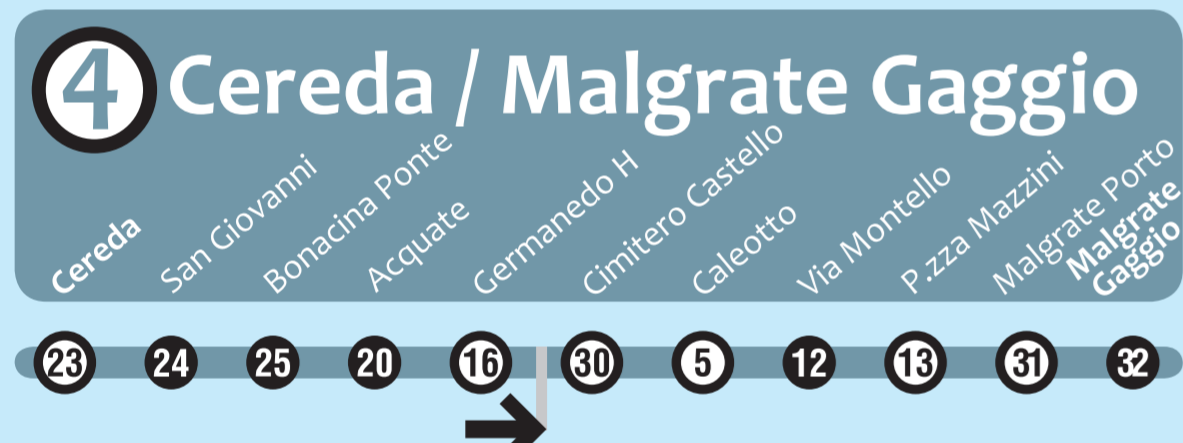 4 Cereda / Malgrate Gaggio
Cereda
San Giovanni
Bonacina Ponte
Acquate
Germanedo H
Cimitero Castello
Caleotto
Via Montello
P.zza Mazzini
Malgrate Porto
Malgrate
Gaggio
23 24 25 20 16 30 5 12 13 31 32